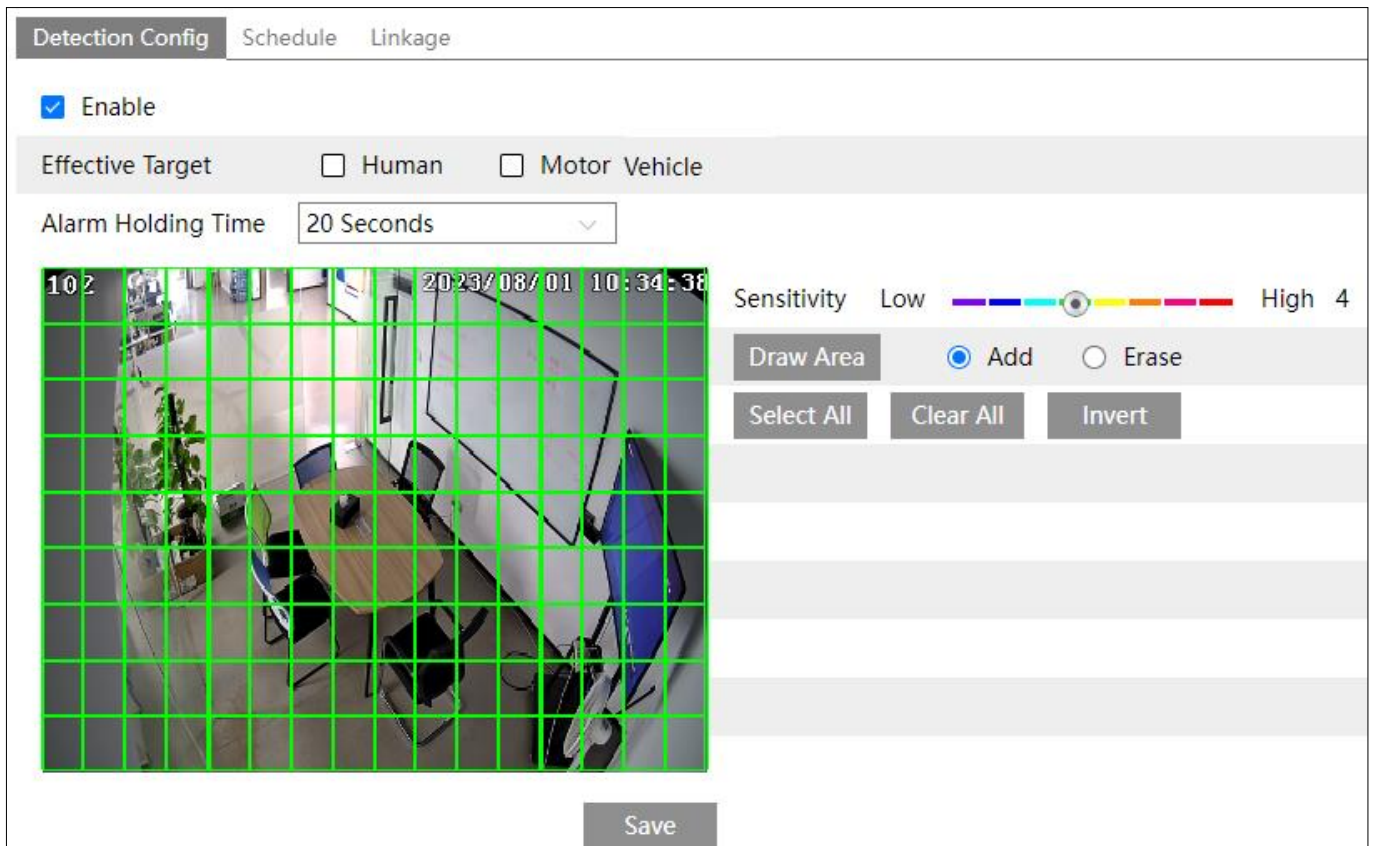 Detection Config Schedule Linkage
Enable
Effective Target Human Motor Vehicle
Alarm Holding Time 20 Seconds
102 2023/08/01 10:34:38
Sensitivity Low High 4
Draw Area Add Erase
Select All Clear All Invert
Save